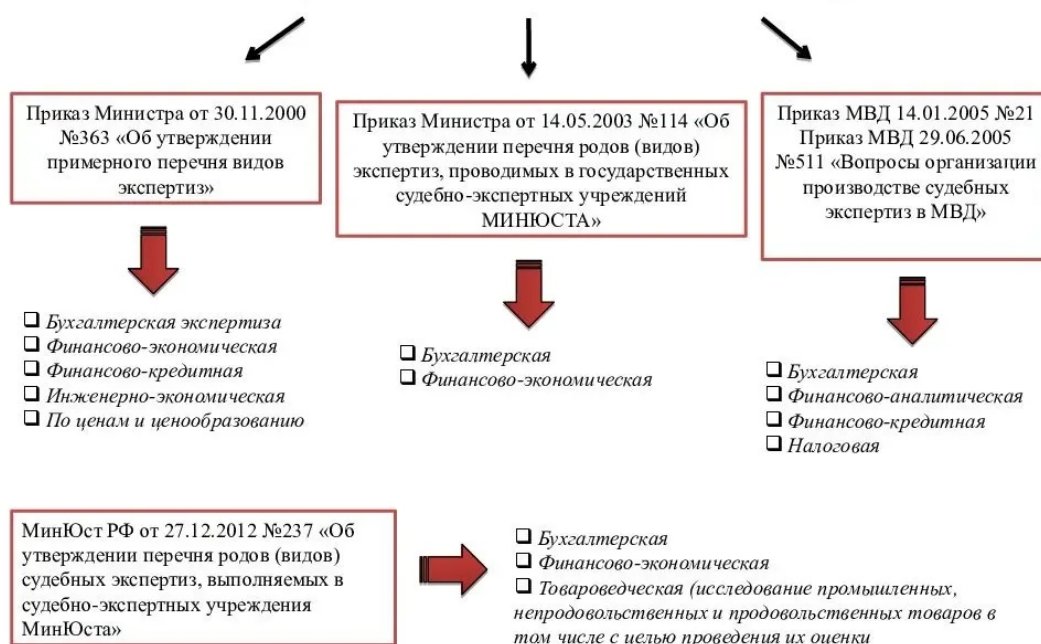 Приказ Министра от 30.11.2000
№363 «Об утверждении
примерного перечня видов
экспертиз»
Приказ Министра от 14.05.2003 №114 «Об
утверждении перечня родов (видов)
экспертиз, проводимых в государственных
судебно-экспертных учреждений
МИНЮСТА»
Приказ МВД 14.01.2005 №21
Приказ МВД 29.06.2005
№511 «Вопросы организации
производстве судебных
экспертиз в МВД»
Бухгалтерская экспертиза
Финансово-экономическая
Финансово-кредитная
Инженерно-экономическая
По ценам и ценообразованию
Бухгалтерская
Финансово-экономическая
Бухгалтерская
Финансово-аналитическая
Финансово-кредитная
Налоговая
МинЮст РФ от 27.12.2012 №237 «Об
утверждении перечня родов (видов)
судебных экспертиз, выполняемых в
судебно-экспертных учреждения
МинЮста»
Бухгалтерская
Финансово-экономическая
Товароведческая (исследование промышленных,
непродовольственных и продовольственных товаров в
том числе с целью проведения их оценки